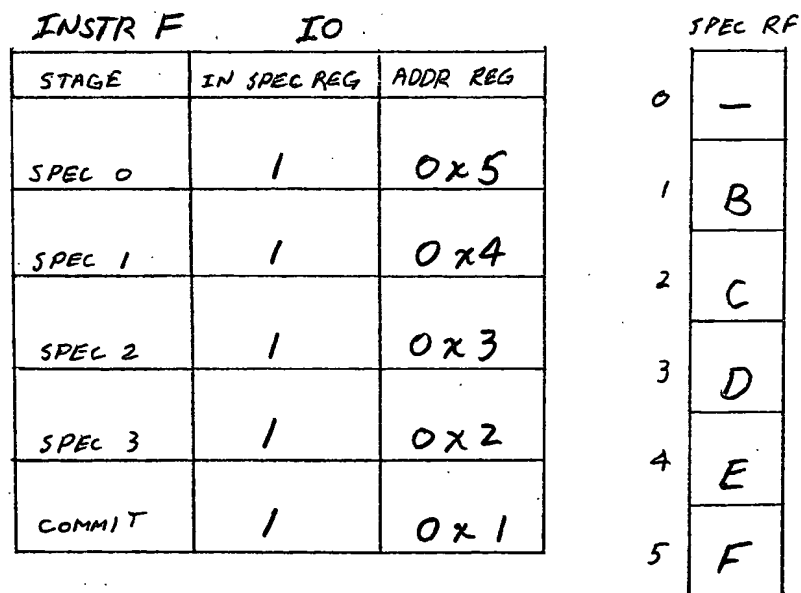 INSTR F IO
STAGE IN SPEC REG ADDR REG
SPEC 0 1 0x5
SPEC 1 1 0x4
SPEC 2 1 0x3
SPEC 3 1 0x2
COMMIT 1 0x1
SPEC RF
0 –
1 B
2 C
3 D
4 E
5 F